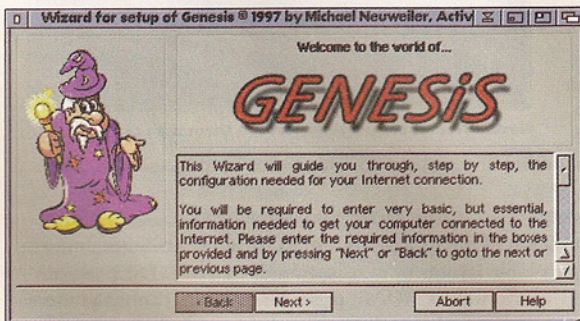 Wizard for setup of Genesis © 1997 by Michael Neuweiler, Activ
Welcome to the world of...
GENESiS
This Wizard will guide you through, step by step, the
configuration needed for your Internet connection.
You will be required to enter very basic, but essential,
information needed to get your computer connected to the
Internet. Please enter the required information in the boxes
provided and by pressing "Next" or "Back" to goto the next or
previous page.
‹ Back
Next ›
Abort
Help